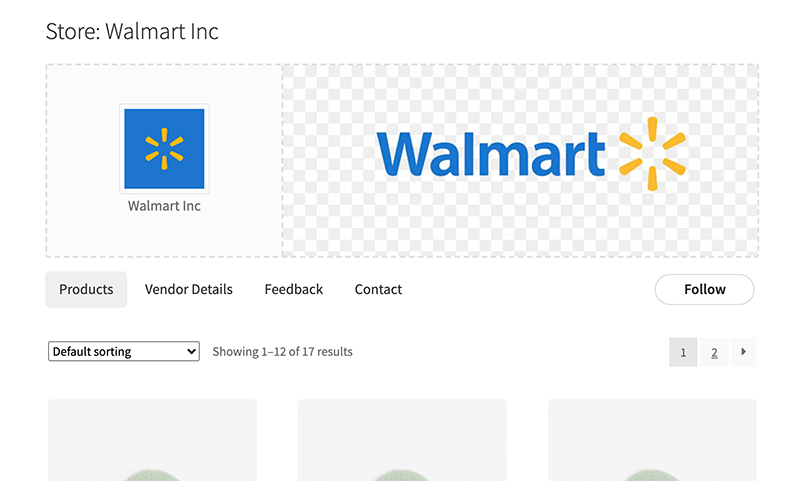 Store: Walmart Inc
Walmart
Walmart Inc
Products Vendor Details Feedback Contact Follow
Default sorting Showing 1–12 of 17 results 1 2